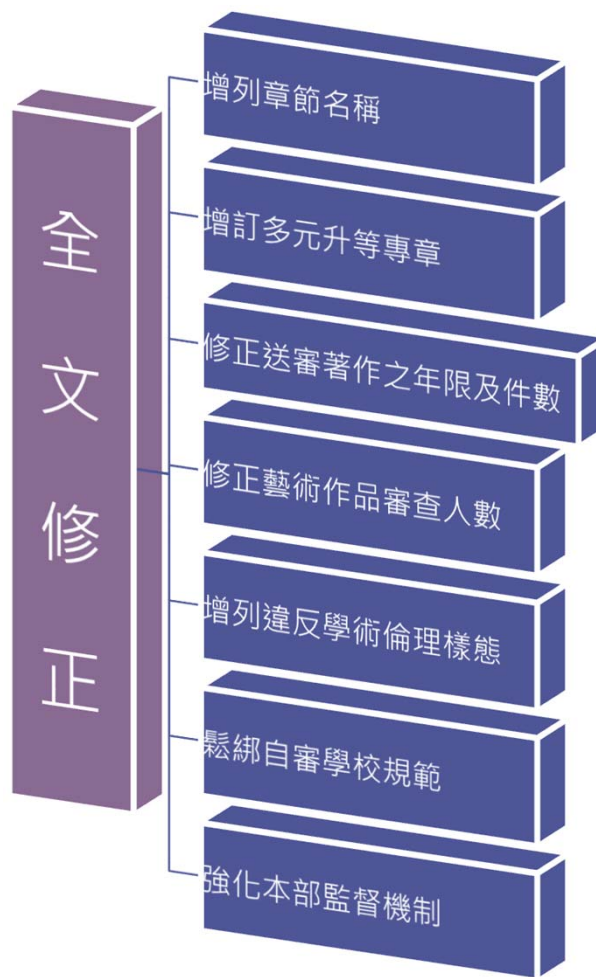 全文修正
增列章節名稱
增訂多元升等專章
修正送審著作之年限及件數
修正藝術作品審查人數
增列違反學術倫理樣態
鬆綁自審學校規範
強化本部監督機制